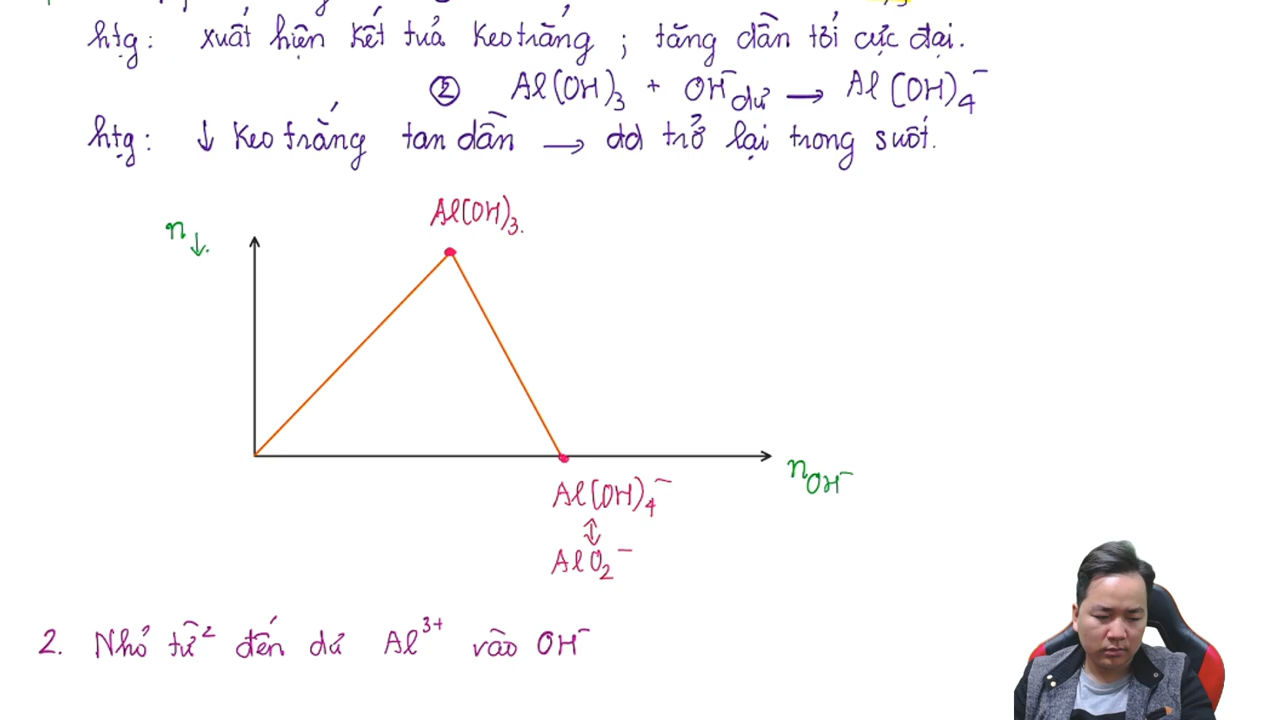 htg: xuất hiện kết tủa keo trắng ; tăng dần tới cực đại.
② Al(OH)₃ + OH⁻ dư → Al(OH)₄⁻
htg: ↓ keo trắng tan dần → dd trở lại trong suốt.
Al(OH)₃.
n↓.
nOH⁻
Al(OH)₄⁻
↕
AlO₂⁻
2. Nhỏ từ² đến dư Al³⁺ vào OH⁻